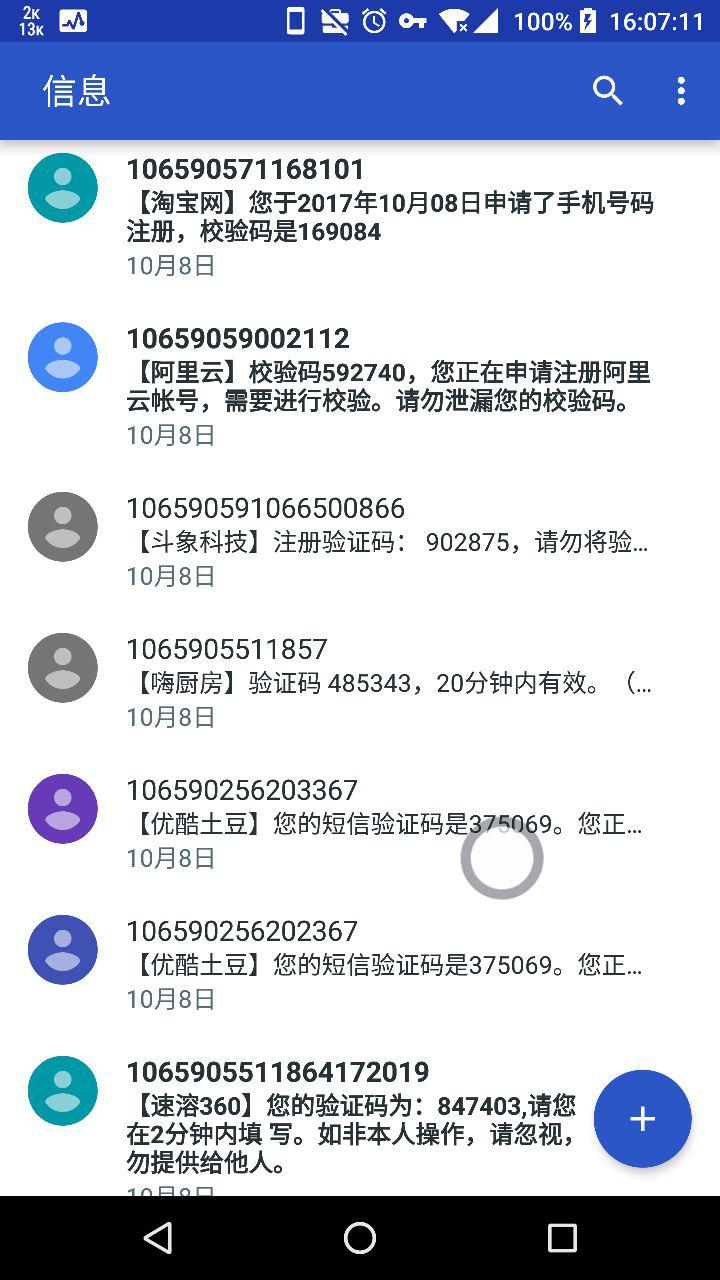 2K
13K
100%
16:07:11
信息
106590571168101
【淘宝网】您于2017年10月08日申请了手机号码
注册，校验码是169084
10月8日
10659059002112
【阿里云】校验码592740，您正在申请注册阿里
云帐号，需要进行校验。请勿泄漏您的校验码。
10月8日
106590591066500866
【斗象科技】注册验证码： 902875，请勿将验...
10月8日
1065905511857
【嗨厨房】验证码 485343，20分钟内有效。（...
10月8日
106590256203367
【优酷土豆】您的短信验证码是375069。您正...
10月8日
106590256202367
【优酷土豆】您的短信验证码是375069。您正...
10月8日
1065905511864172019
【速溶360】您的验证码为：847403,请您
在2分钟内填 写。如非本人操作，请忽视，
勿提供给他人。
10月8日